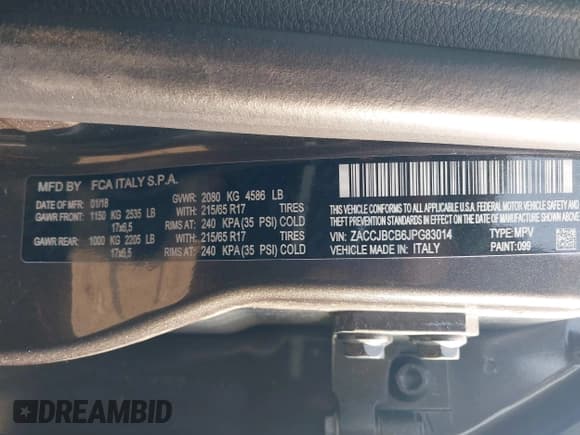 MFD BY FCA ITALY S.P.A.
DATE OF MFR: 01/18 GVWR: 2080 KG 4586 LB
GAWR FRONT: 1150 KG 2535 LB WITH: 215/65 R17 TIRES
17x6,5 RIMS AT: 240 KPA (35 PSI) COLD
GAWR REAR: 1000 KG 2205 LB WITH: 215/65 R17 TIRES
17x6,5 RIMS AT: 240 KPA (35 PSI) COLD
THIS VEHICLE CONFORMS TO ALL APPLICABLE U.S.A. FEDERAL MOTOR VEHICLE
SAFETY, BUMPER, AND THEFT PREVENTION STANDARDS IN EFFECT ON THE DATE OF MANUFACTURE SHOWN ABOVE.
VIN: ZACCJBCB6JPG83014 TYPE: MPV
VEHICLE MADE IN: ITALY PAINT: 099
DREAMBID